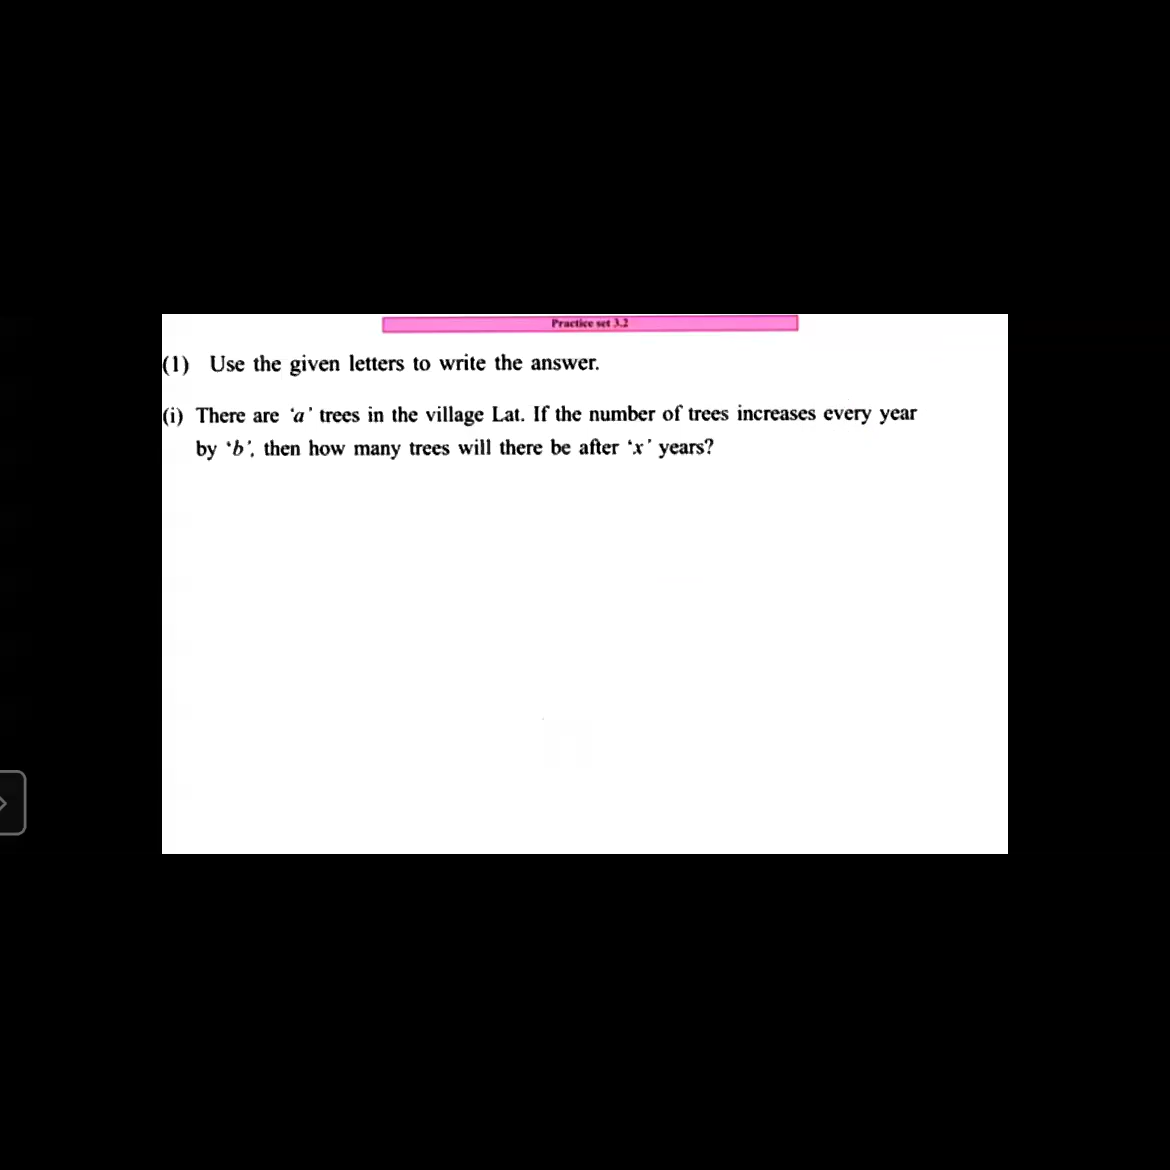 Practice set 3.2
(1) Use the given letters to write the answer.
(i) There are ‘a’ trees in the village Lat. If the number of trees increases every year
by ‘b’, then how many trees will there be after ‘x’ years?